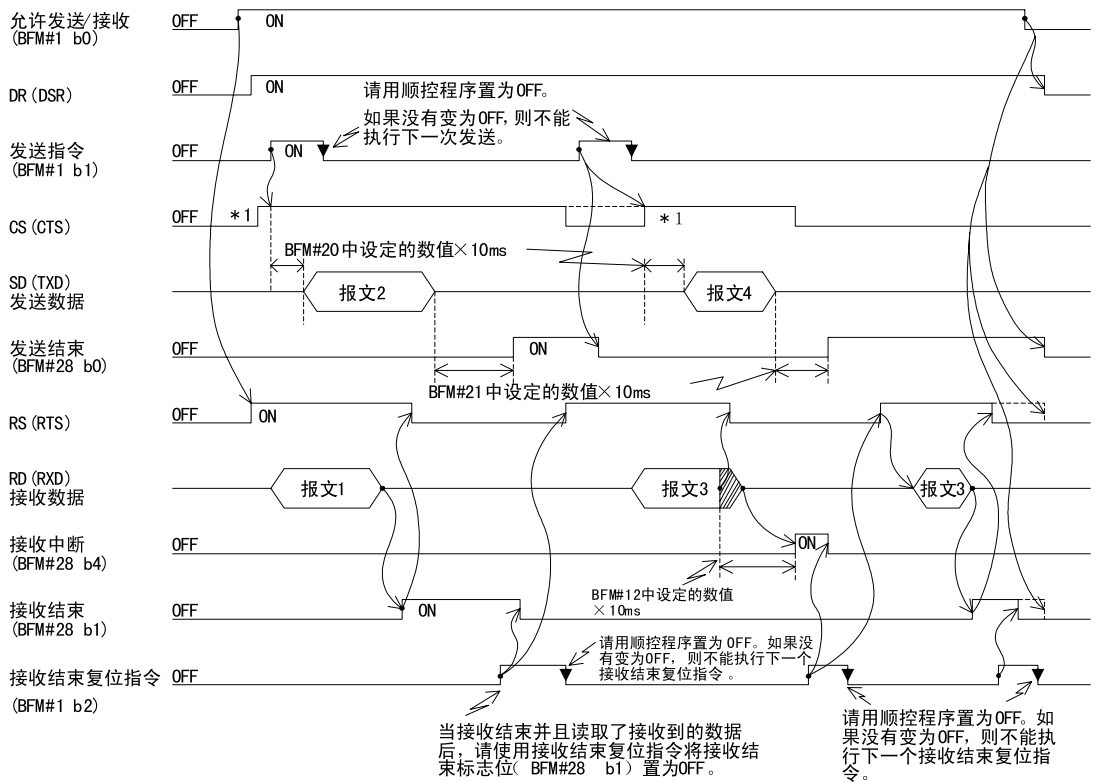 允许发送/接收
(BFM#1 b0)
OFF
ON
DR(DSR)
OFF
ON
请用顺控程序置为OFF。
如果没有变为OFF,则不能
执行下一次发送。
发送指令
(BFM#1 b1)
OFF
ON
CS(CTS)
OFF
*1
*1
BFM#20中设定的数值×10ms
SD(TXD)
发送数据
报文2
报文4
发送结束
(BFM#28 b0)
OFF
ON
BFM#21中设定的数值×10ms
RS(RTS)
OFF
ON
RD(RXD)
接收数据
报文1
报文3
报文3
接收中断
(BFM#28 b4)
OFF
ON
BFM#12中设定的数值
×10ms
接收结束
(BFM#28 b1)
OFF
ON
请用顺控程序置为OFF。如果没
有变为OFF, 则不能执行下一个
接收结束复位指令。
接收结束复位指令
(BFM#1 b2)
OFF
当接收结束并且读取了接收到的数据
后,请使用接收结束复位指令将接收结
束标志位( BFM#28 b1)置为OFF。
请用顺控程序置为OFF。如
果没有变为OFF,则不能执
行下一个接收结束复位指
令。